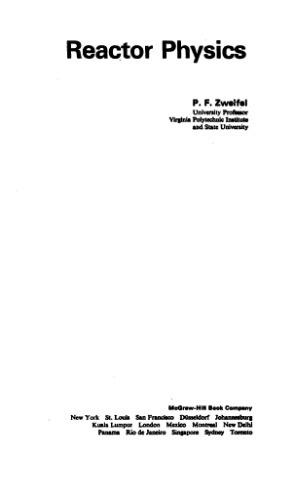 Reactor Physics
P. F. Zweifel
University Professor
Virginia Polytechnic Institute
and State University
McGraw-Hill Book Company
New York St. Louis San Francisco Düsseldorf Johannesburg
Kuala Lumpur London Mexico Montreal New Delhi
Panama Rio de Janeiro Singapore Sydney Toronto